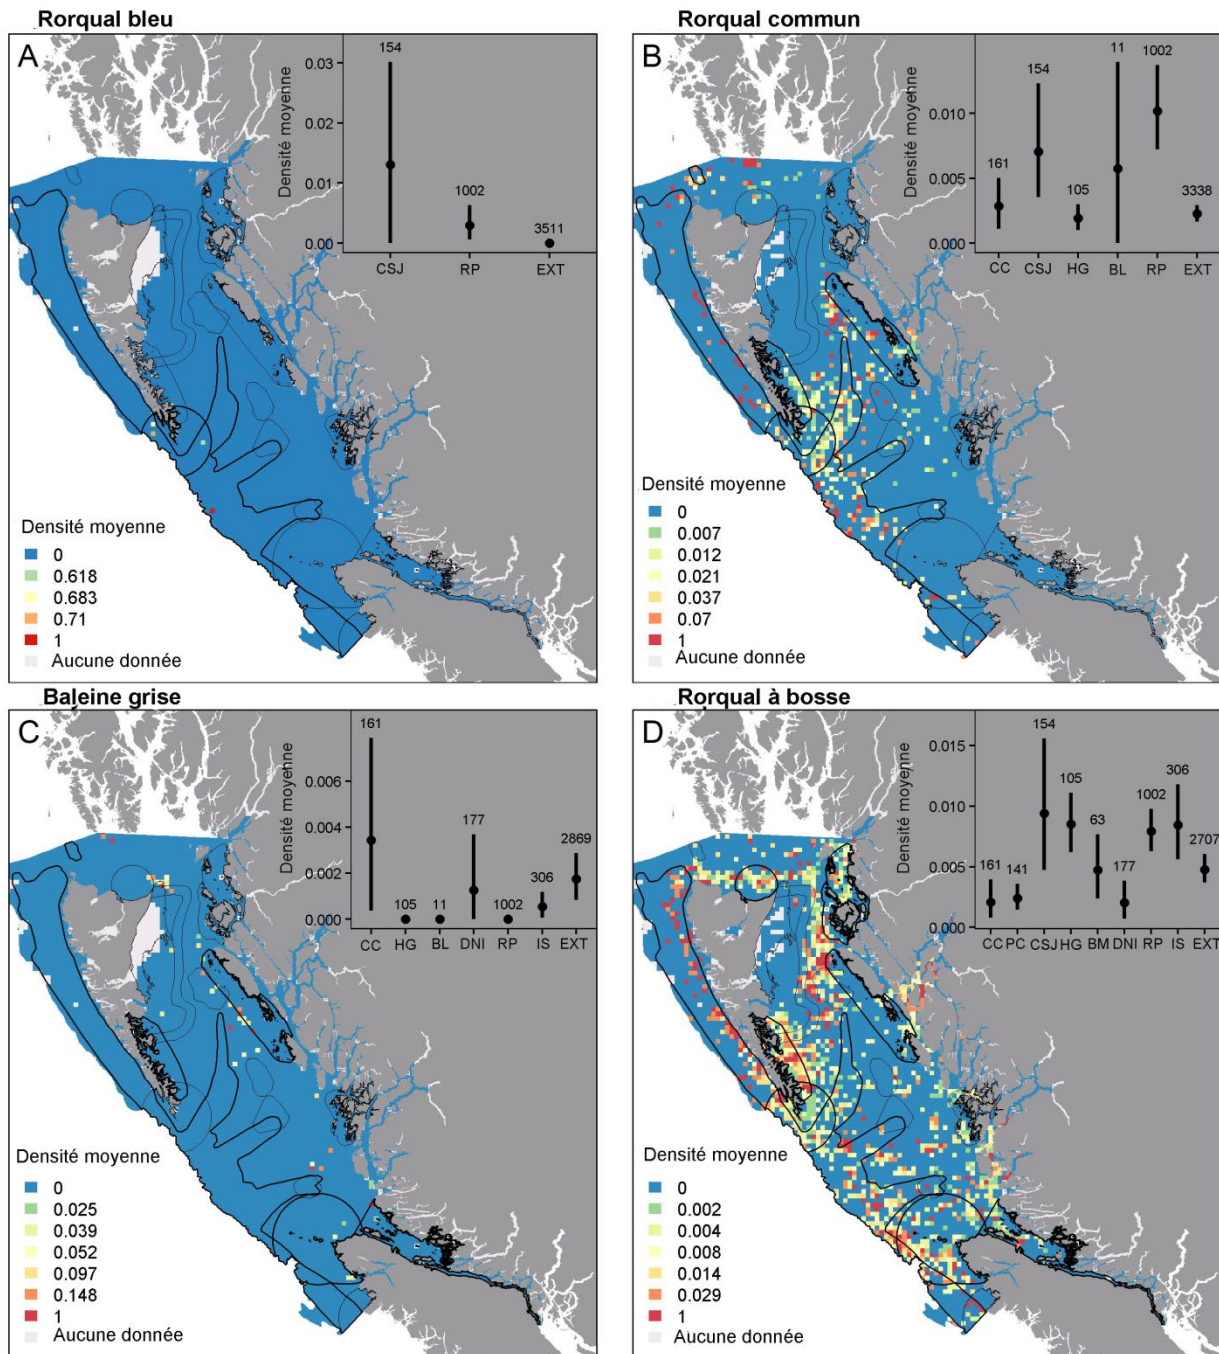 Rorqual bleu
A
Densité moyenne
0.03
0.02
0.01
0.00
154
1002
3511
CSJ RP EXT
Densité moyenne
0
0.618
0.683
0.71
1
Aucune donnée
Rorqual commun
B
Densité moyenne
0.010
0.005
0.000
161
154
105
11
1002
3338
CC CSJ HG BL RP EXT
Densité moyenne
0
0.007
0.012
0.021
0.037
0.07
1
Aucune donnée
Baleine grise
C
Densité moyenne
0.006
0.004
0.002
0.000
161
105
11
177
1002
306
2869
CC HG BL DNI RP IS EXT
Densité moyenne
0
0.025
0.039
0.052
0.097
0.148
1
Aucune donnée
Rorqual à bosse
D
Densité moyenne
0.015
0.010
0.005
0.000
161
141
154
105
63
177
1002
306
2707
CC PC CSJ HG BM DNI RP IS EXT
Densité moyenne
0
0.002
0.004
0.008
0.014
0.029
1
Aucune donnée